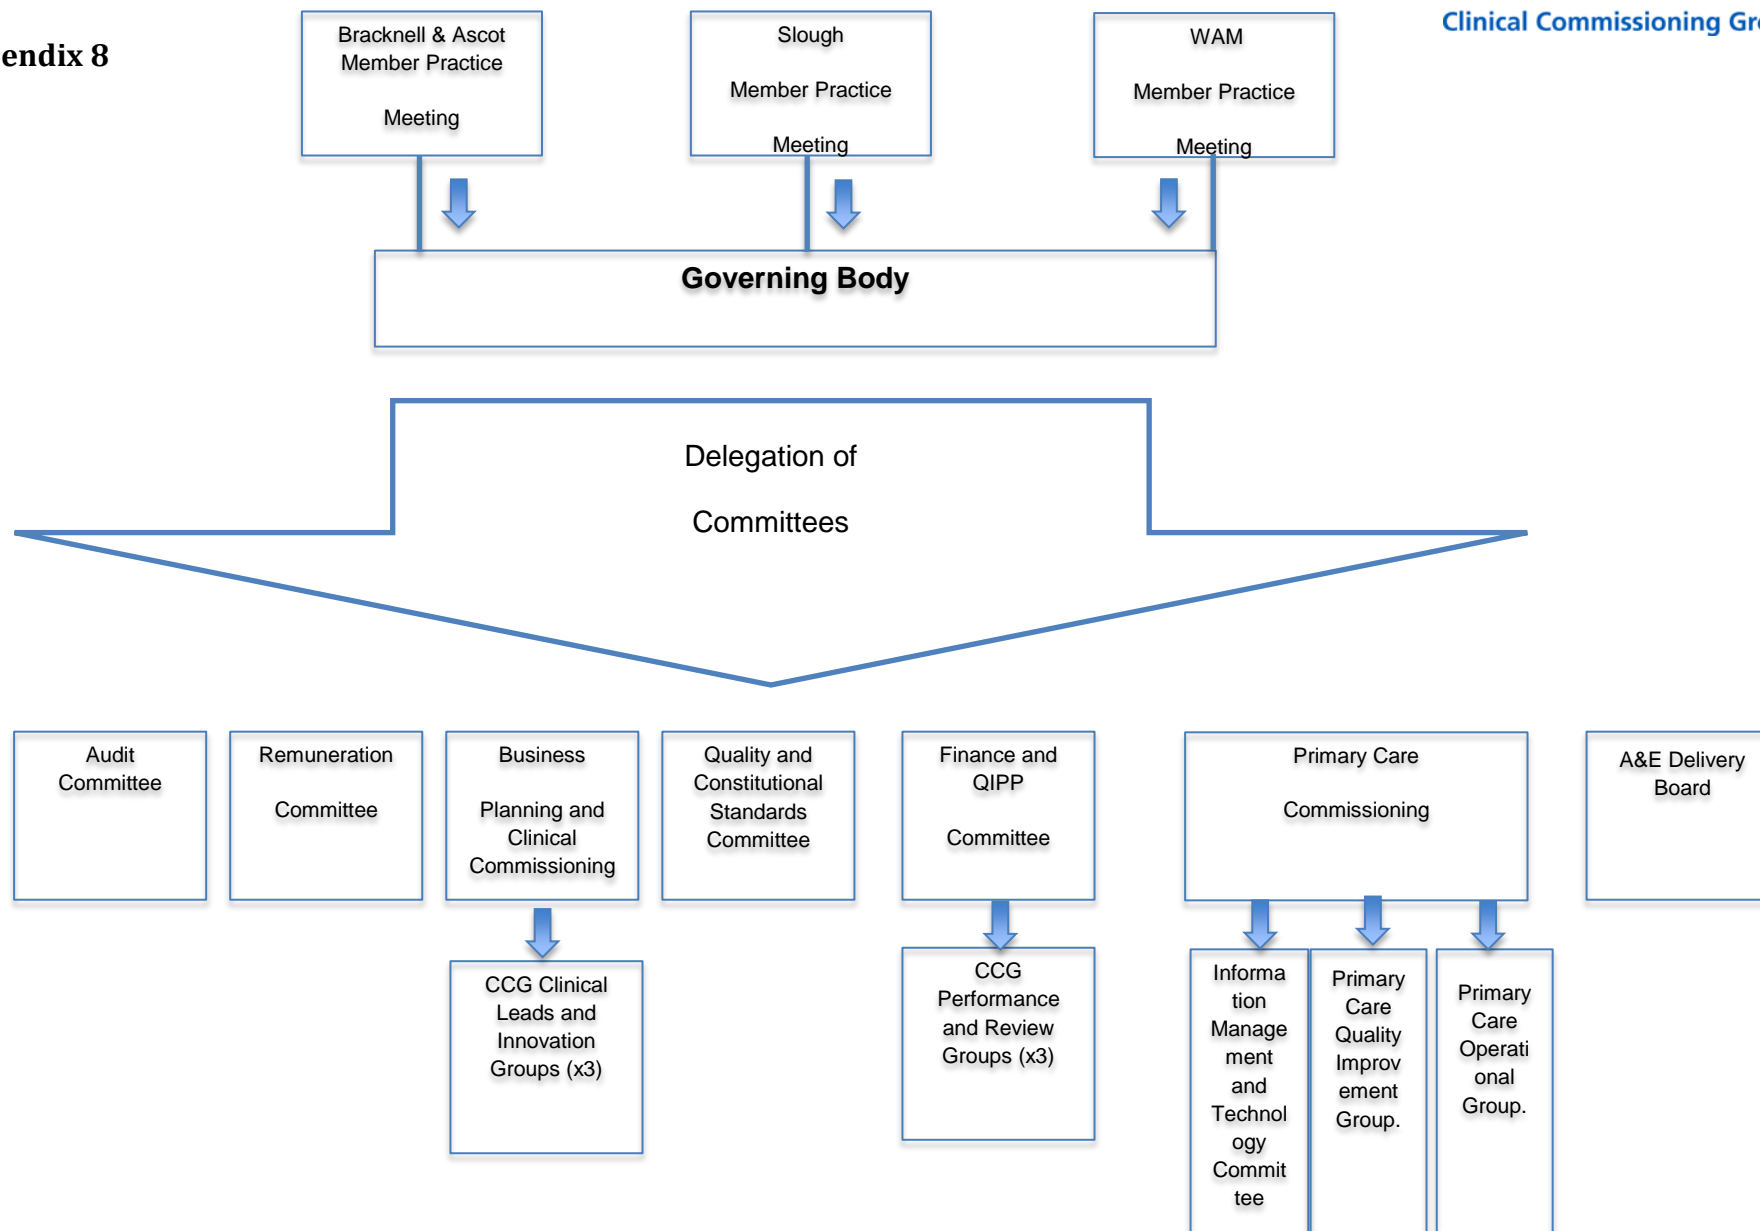 endix 8
Clinical Commissioning Gro
Bracknell & Ascot
Member Practice
Meeting
Slough
Member Practice
Meeting
WAM
Member Practice
Meeting
Governing Body
Delegation of
Committees
Audit
Committee
Remuneration
Committee
Business
Planning and
Clinical
Commissioning
Quality and
Constitutional
Standards
Committee
Finance and
QIPP
Committee
Primary Care
Commissioning
A&E Delivery
Board
CCG Clinical
Leads and
Innovation
Groups (x3)
CCG
Performance
and Review
Groups (x3)
Informa
tion
Manage
ment
and
Technol
ogy
Commit
tee
Primary
Care
Quality
Improv
ement
Group.
Primary
Care
Operati
onal
Group.